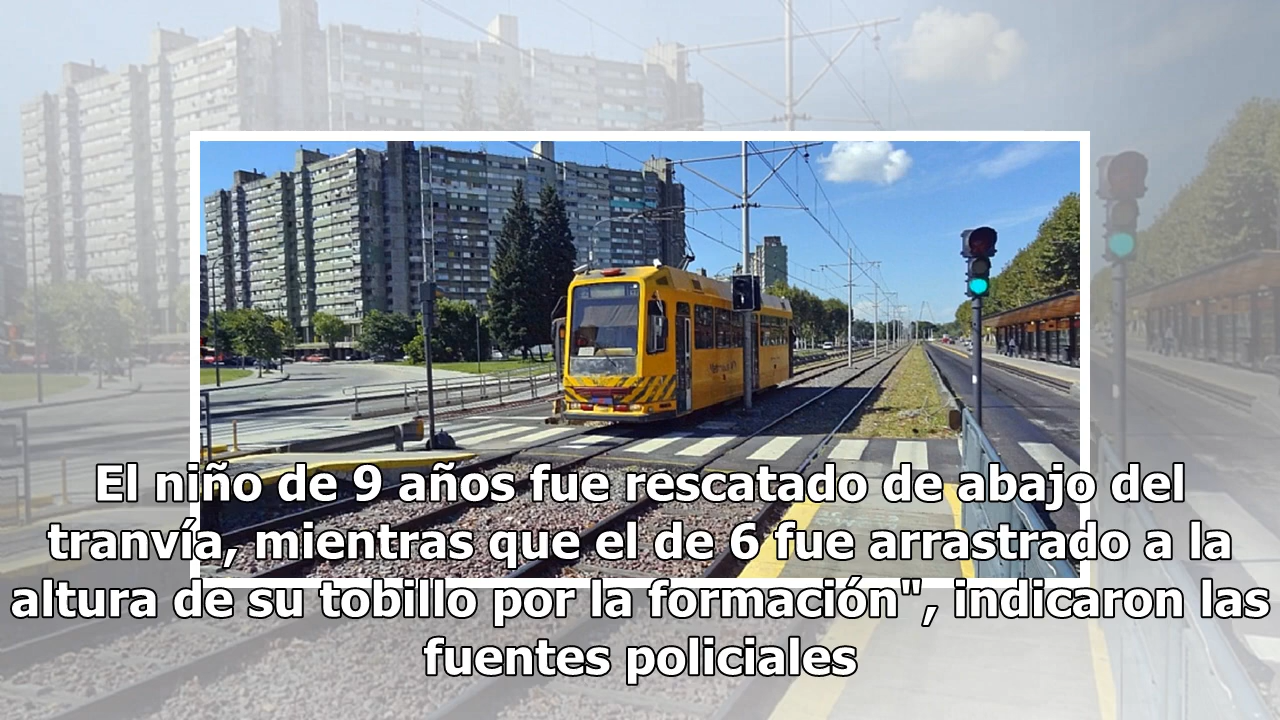 El niño de 9 años fue rescatado de abajo del
tranvía, mientras que el de 6 fue arrastrado a la
altura de su tobillo por la formación", indicaron las
fuentes policiales